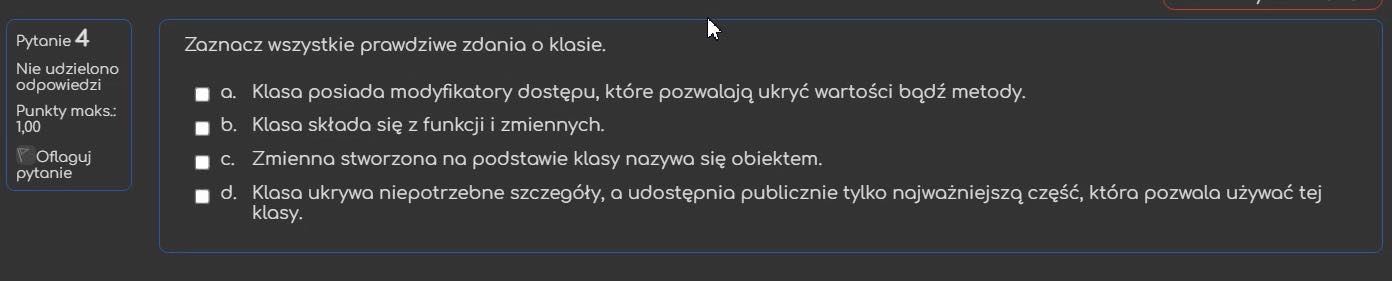 Pytanie 4
Nie udzielono
odpowiedzi
Punkty maks.:
1,00
Oflaguj
pytanie
Zaznacz wszystkie prawdziwe zdania o klasie.
a. Klasa posiada modyfikatory dostępu, które pozwalają ukryć wartości bądź metody.
b. Klasa składa się z funkcji i zmiennych.
c. Zmienna stworzona na podstawie klasy nazywa się obiektem.
d. Klasa ukrywa niepotrzebne szczegóły, a udostępnia publicznie tylko najważniejszą część, która pozwala używać tej
klasy.